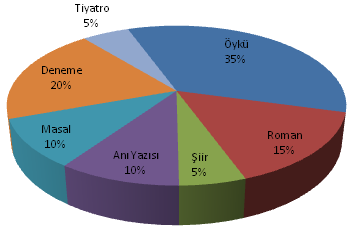 Tiyatro
5%
Öykü
35%
Deneme
20%
Masal
10%
Anı Yazısı
10%
Şiir
5%
Roman
15%